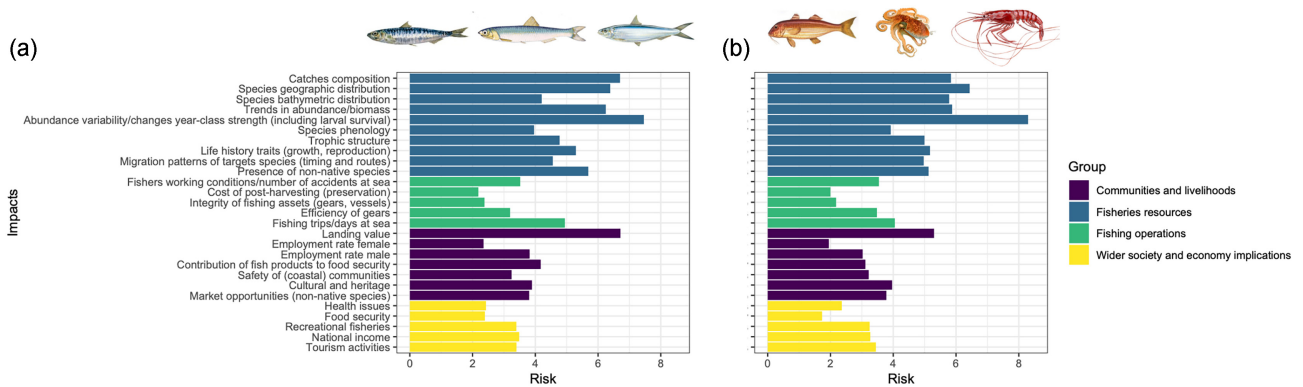 (a)
(b)
Impacts
Catches composition
Species geographic distribution
Species bathymetric distribution
Trends in abundance/biomass
Abundance variability/changes year-class strength (including larval survival)
Species phenology
Trophic structure
Life history traits (growth, reproduction)
Migration patterns of targets species (timing and routes)
Presence of non-native species
Fishers working conditions/number of accidents at sea
Cost of post-harvesting (preservation)
Integrity of fishing assets (gears, vessels)
Efficiency of gears
Fishing trips/days at sea
Landing value
Employment rate female
Employment rate male
Contribution of fish products to food security
Safety of (coastal) communities
Cultural and heritage
Market opportunities (non-native species)
Health issues
Food security
Recreational fisheries
National income
Tourism activities
0 2 4 6 8
Risk
0 2 4 6 8
Risk
Group
Communities and livelihoods
Fisheries resources
Fishing operations
Wider society and economy implications